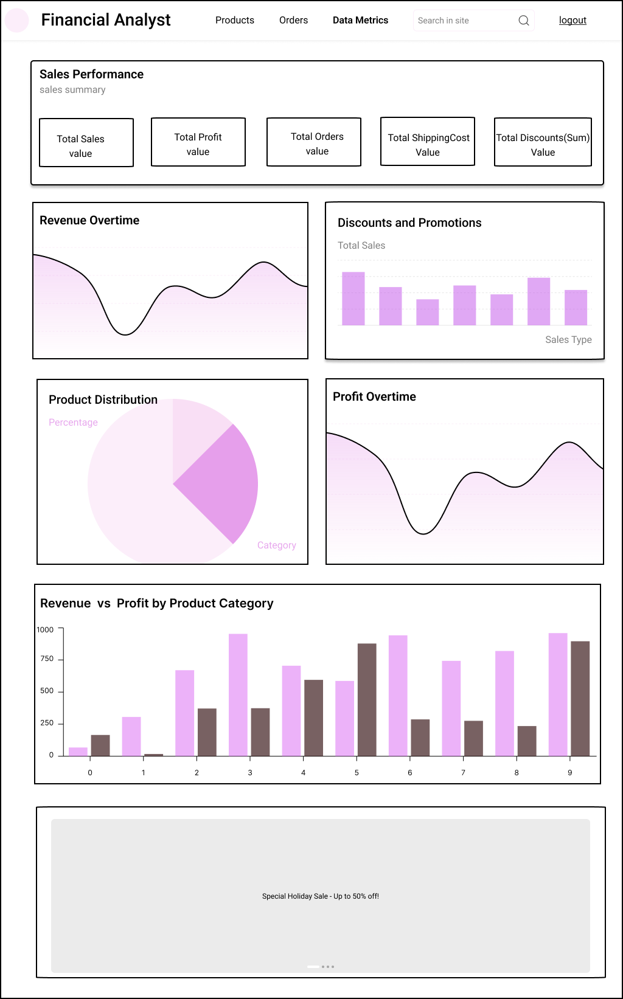 Financial Analyst
Products
Orders
Data Metrics
Search in site
logout
Sales Performance
sales summary
Total Sales
value
Total Profit
value
Total Orders
value
Total ShippingCost
Value
Total Discounts(Sum)
Value
Revenue Overtime
Discounts and Promotions
Total Sales
Sales Type
Product Distribution
Percentage
Category
Profit Overtime
Revenue vs Profit by Product Category
1000
750
500
250
0
0 1 2 3 4 5 6 7 8 9
Special Holiday Sale - Up to 50% off!